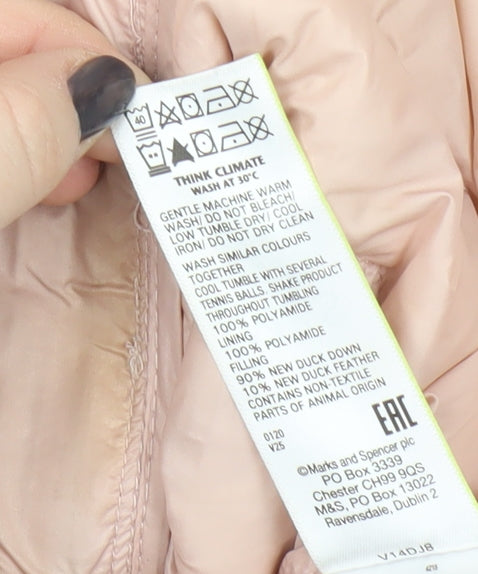 40
THINK CLIMATE
WASH AT 30°C
GENTLE MACHINE WARM
WASH/ DO NOT BLEACH/
LOW TUMBLE DRY/ COOL
IRON/ DO NOT DRY CLEAN
WASH SIMILAR COLOURS
TOGETHER
COOL TUMBLE WITH SEVERAL
TENNIS BALLS, SHAKE PRODUCT
THROUGHOUT TUMBLING
100% POLYAMIDE
LINING
100% POLYAMIDE
FILLING
90% NEW DUCK DOWN
10% NEW DUCK FEATHER
CONTAINS NON-TEXTILE
PARTS OF ANIMAL ORIGIN
0120
V25
EAC
©Marks and Spencer plc
PO Box 3339
Chester CH99 9QS
M&S, PO Box 13022
Ravensdale, Dublin 2
V14DJ8